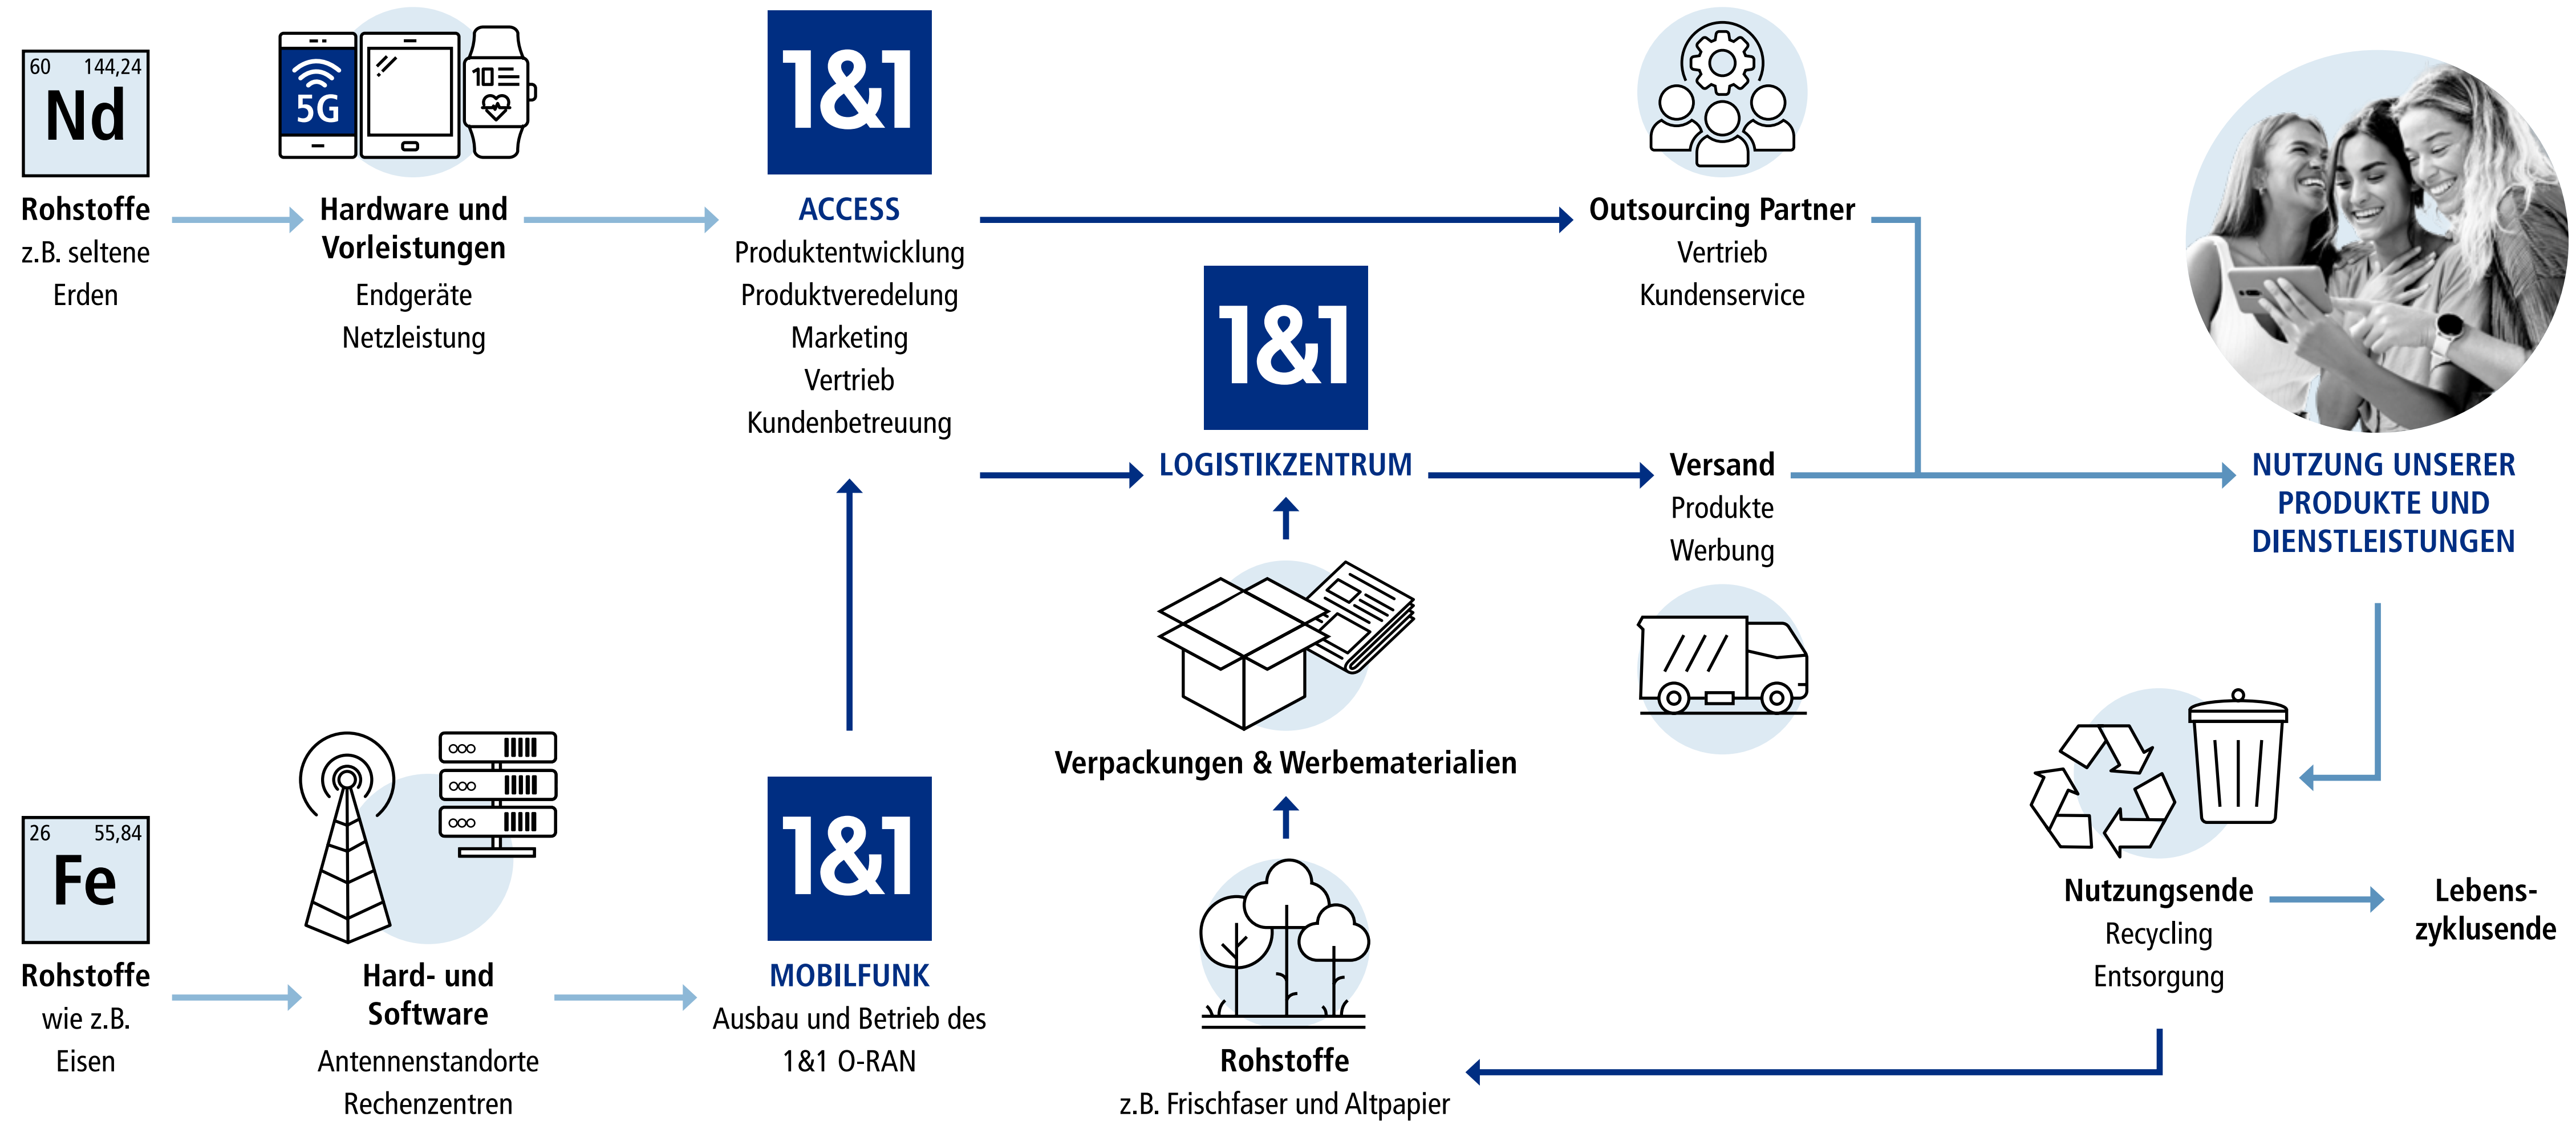 60 144,24
Nd
Rohstoffe
z.B. seltene
Erden
5G
10
Hardware und
Vorleistungen
Endgeräte
Netzleistung
1&1
ACCESS
Produktentwicklung
Produktveredelung
Marketing
Vertrieb
Kundenbetreuung
Outsourcing Partner
Vertrieb
Kundenservice
1&1
LOGISTIKZENTRUM
Versand
Produkte
Werbung
NUTZUNG UNSERER
PRODUKTE UND
DIENSTLEISTUNGEN
26 55,84
Fe
Rohstoffe
wie z.B.
Eisen
Hard- und
Software
Antennenstandorte
Rechenzentren
1&1
MOBILFUNK
Ausbau und Betrieb des
1&1 O-RAN
Verpackungen & Werbematerialien
Rohstoffe
z.B. Frischfaser und Altpapier
Nutzungsende
Recycling
Entsorgung
Lebens-
zyklusende